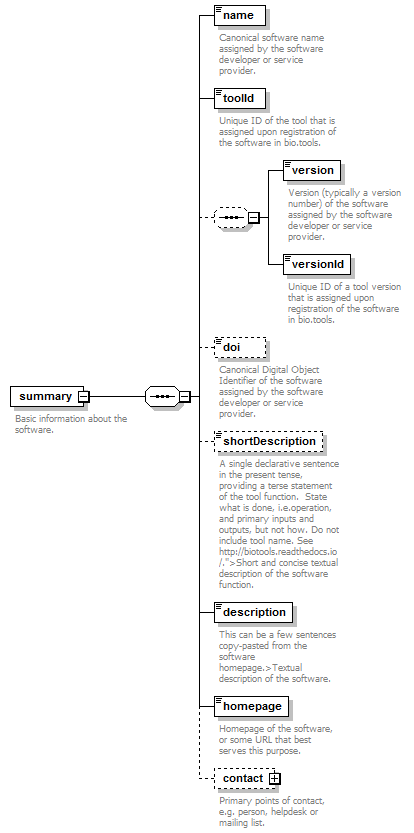 name
Canonical software name
assigned by the software
developer or service
provider.
toolId
Unique ID of the tool that is
assigned upon registration of
the software in bio.tools.
version
Version (typically a version
number) of the software
assigned by the software
developer or service
provider.
versionId
Unique ID of a tool version
that is assigned upon
registration of the software
in bio.tools.
doi
Canonical Digital Object
Identifier of the software
assigned by the software
developer or service
provider.
summary
Basic information about the
software.
shortDescription
A single declarative sentence
in the present tense,
providing a terse statement
of the tool function.  State
what is done, i.e.operation,
and primary inputs and
outputs, but not how. Do not
include tool name. See
http://biotools.readthedocs.io
/.">Short and concise textual
description of the software
function.
description
This can be a few sentences
copy-pasted from the
software
homepage.>Textual
description of the software.
homepage
Homepage of the software,
or some URL that best
serves this purpose.
contact
Primary points of contact,
e.g. person, helpdesk or
mailing list.